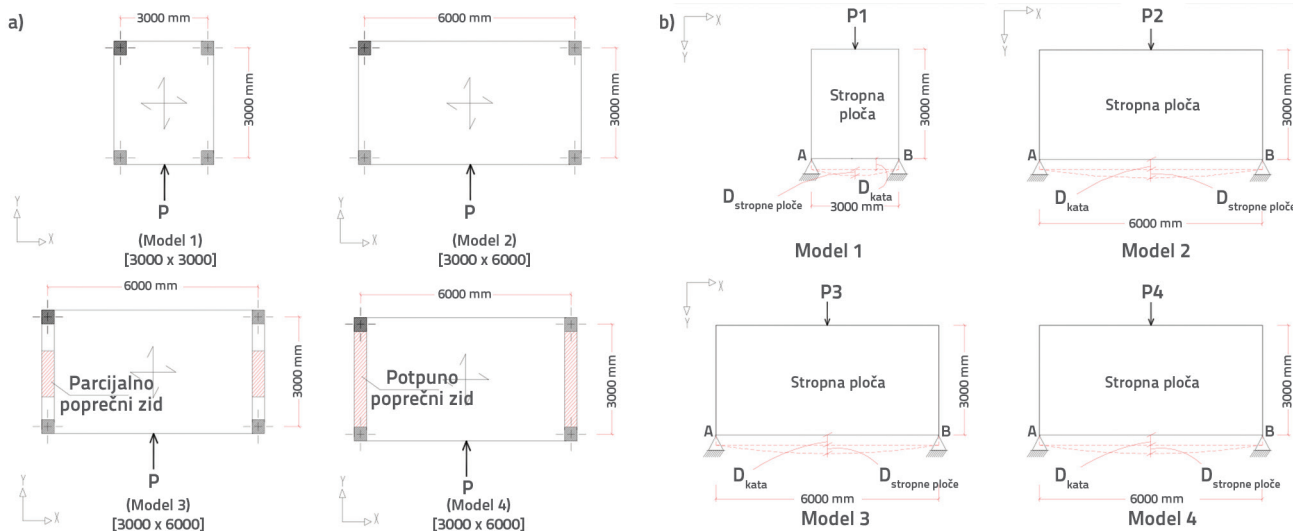 a)
3000 mm
3000 mm
P
Y
X
(Model 1)
[3000 x 3000]
6000 mm
3000 mm
P
Y
X
(Model 2)
[3000 x 6000]
6000 mm
3000 mm
Parcijalno
poprečni zid
P
Y
X
(Model 3)
[3000 x 6000]
6000 mm
3000 mm
Potpuno
poprečni zid
P
Y
X
(Model 4)
[3000 x 6000]
b)
X
Y
P1
Stropna
ploča
3000 mm
A
B
D stropne ploče
D kata
3000 mm
Model 1
X
Y
P2
Stropna ploča
3000 mm
A
B
D kata
D stropne ploče
6000 mm
Model 2
X
Y
P3
Stropna ploča
3000 mm
A
B
D kata
D stropne ploče
6000 mm
Model 3
P4
Stropna ploča
3000 mm
A
B
D kata
D stropne ploče
6000 mm
Model 4